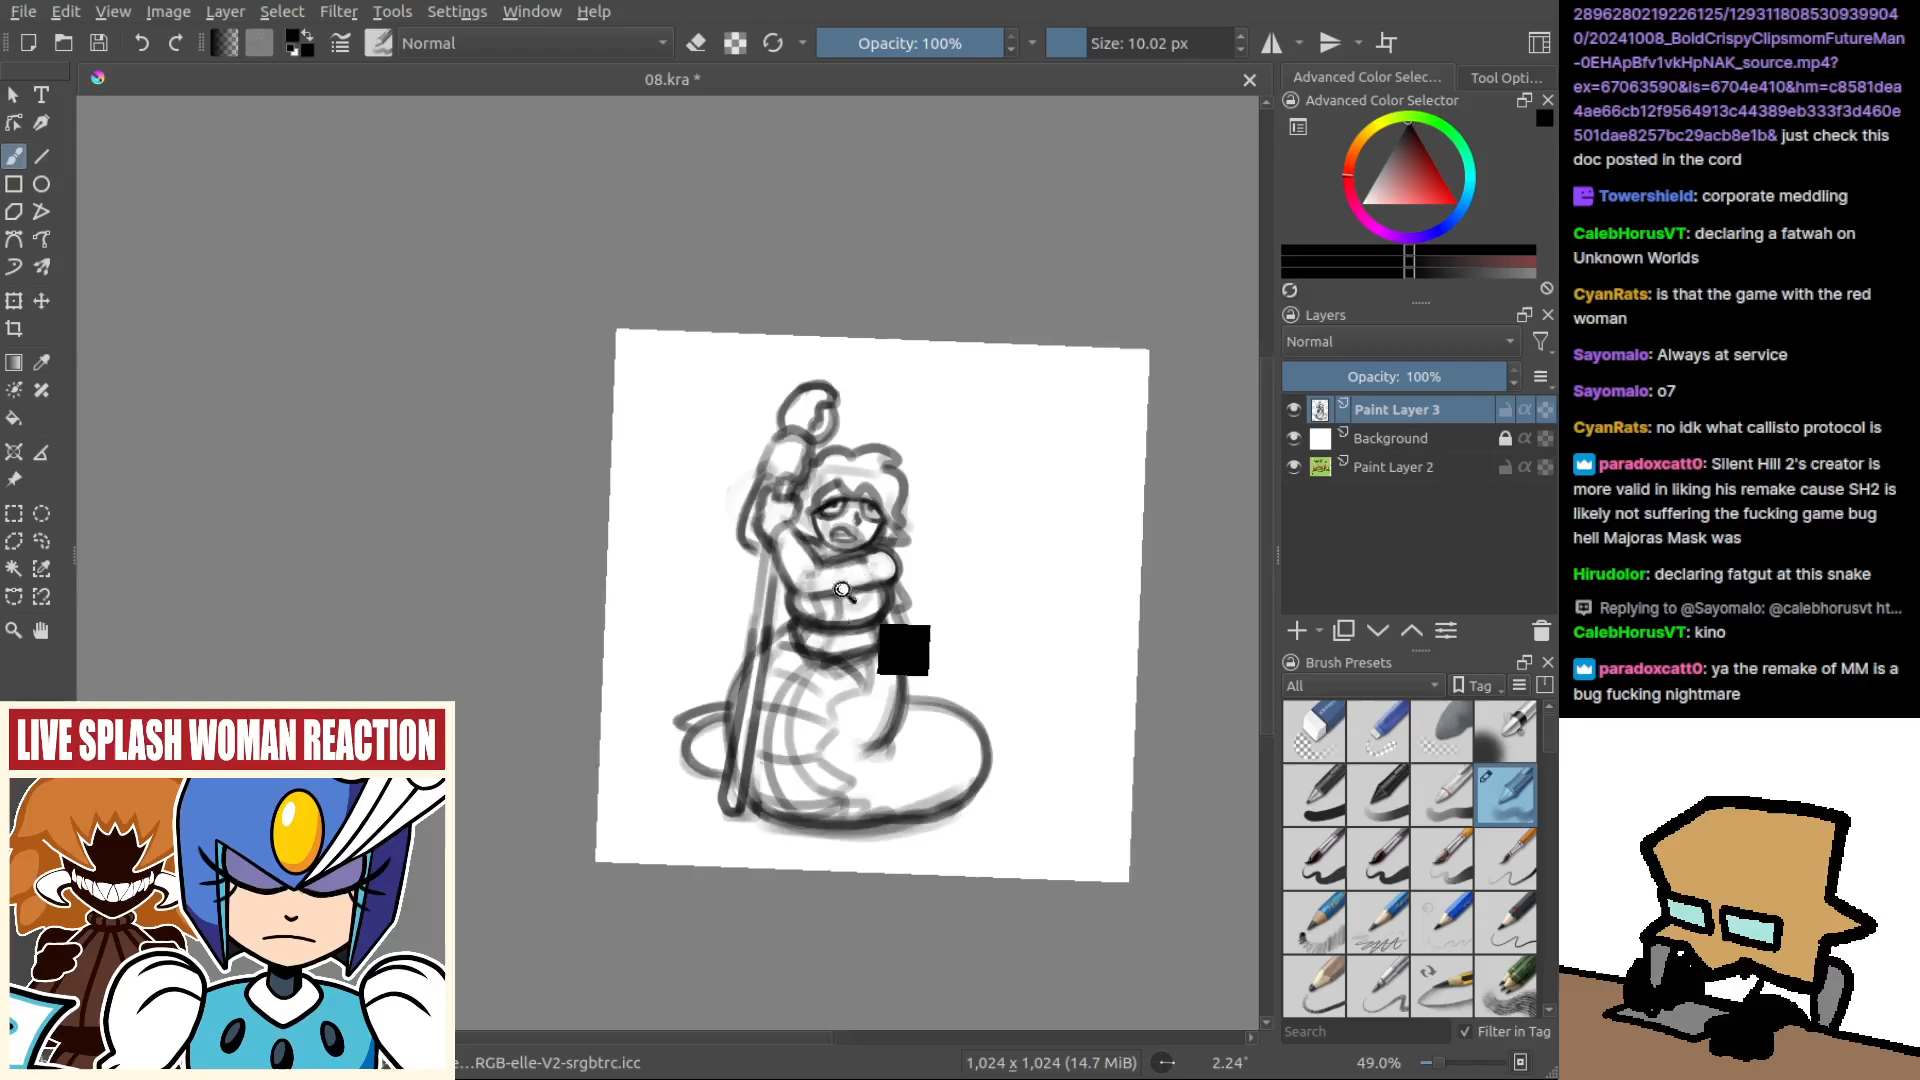 File Edit View Image Layer Select Filter Tools Settings Window Help
Normal
Opacity: 100%
Size: 10.02 px
08.kra *
Advanced Color Selec...
Tool Opti...
Advanced Color Selector
Layers
Normal
Opacity: 100%
Paint Layer 3
Background
Paint Layer 2
Brush Presets
All
Tag
Search
Filter in Tag
e...RGB-elle-V2-srgbtrc.icc
1,024 x 1,024 (14.7 MiB)
2.24°
49.0%
LIVE SPLASH WOMAN REACTION
2896280219226125/129311808530939904
0/20241008_BoldCrispyClipsmomFutureMan
-0EHApBfv1vkHpNAK_source.mp4?
ex=67063590&is=6704e410&hm=c8581dea
4ae66cb12f9564913c44389eb333f3d460e
501dae8257bc29acb8e1b& just check this
doc posted in the cord
Towershield: corporate meddling
CalebHorusVT: declaring a fatwah on
Unknown Worlds
CyanRats: is that the game with the red
woman
Sayomalo: Always at service
Sayomalo: o7
CyanRats: no idk what callisto protocol is
paradoxcatt0: Silent Hill 2's creator is
more valid in liking his remake cause SH2 is
likely not suffering the fucking game bug
hell Majoras Mask was
Hirudolor: declaring fatgut at this snake
Replying to @Sayomalo: @calebhorusvt ht...
CalebHorusVT: kino
paradoxcatt0: ya the remake of MM is a
bug fucking nightmare